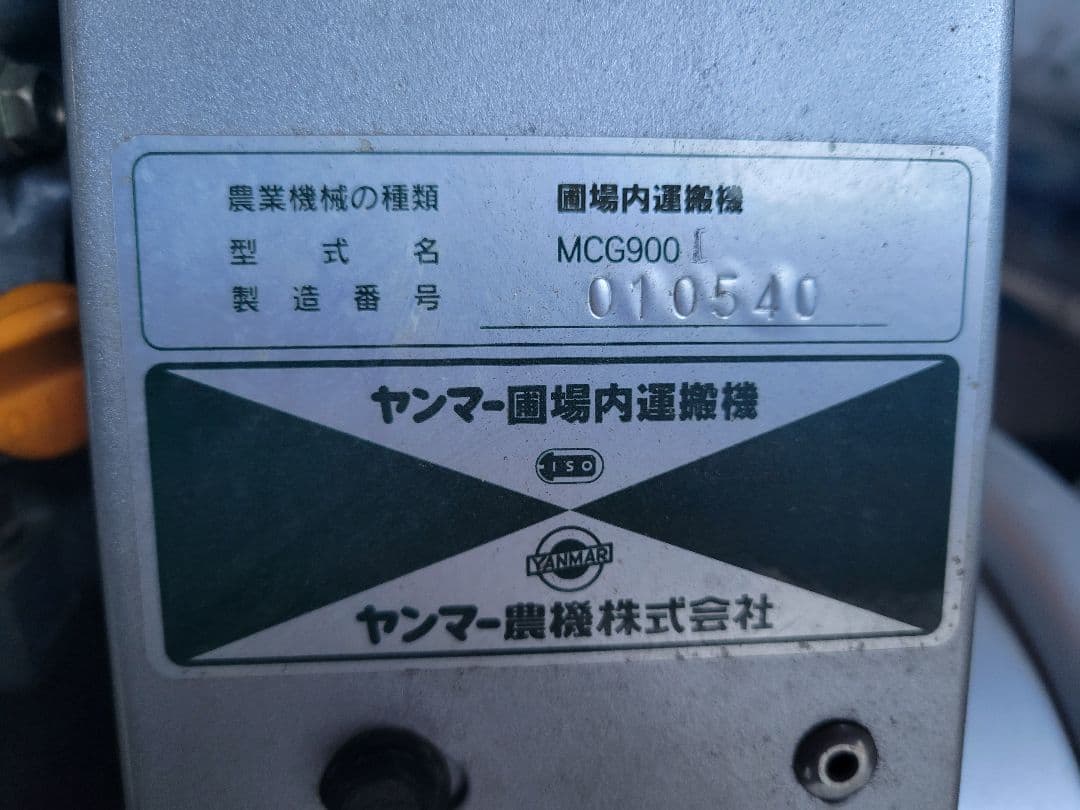 農業機械の種類 圃場内運搬機
型式名 MCG900
製造番号 010540
ヤンマー圃場内運搬機
ISO
YANMAR
ヤンマー農機株式会社